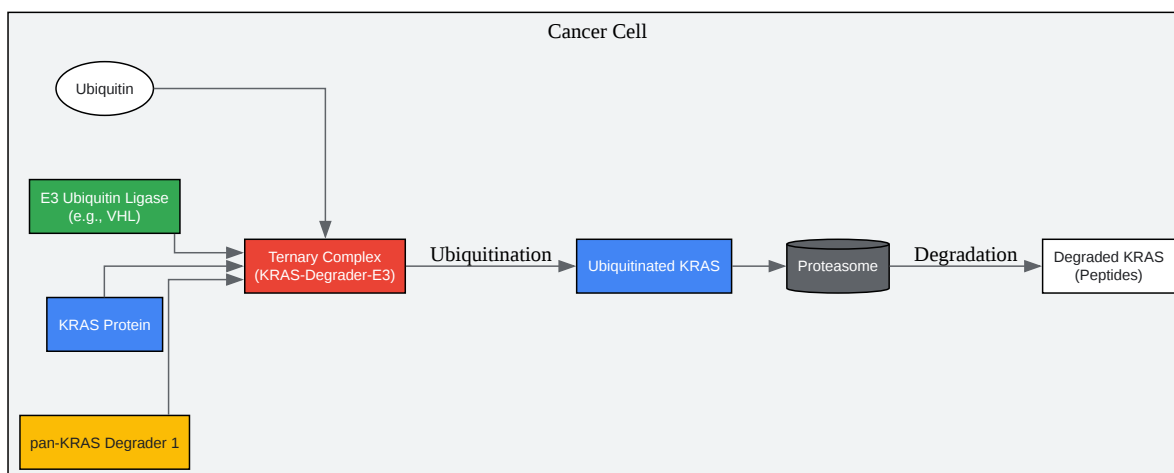 Cancer Cell
Ubiquitin
E3 Ubiquitin Ligase
(e.g., VHL)
Ternary Complex
(KRAS-Degrader-E3)
Ubiquitination
Ubiquitinated KRAS
Proteasome
Degradation
Degraded KRAS
(Peptides)
KRAS Protein
pan-KRAS Degrader 1